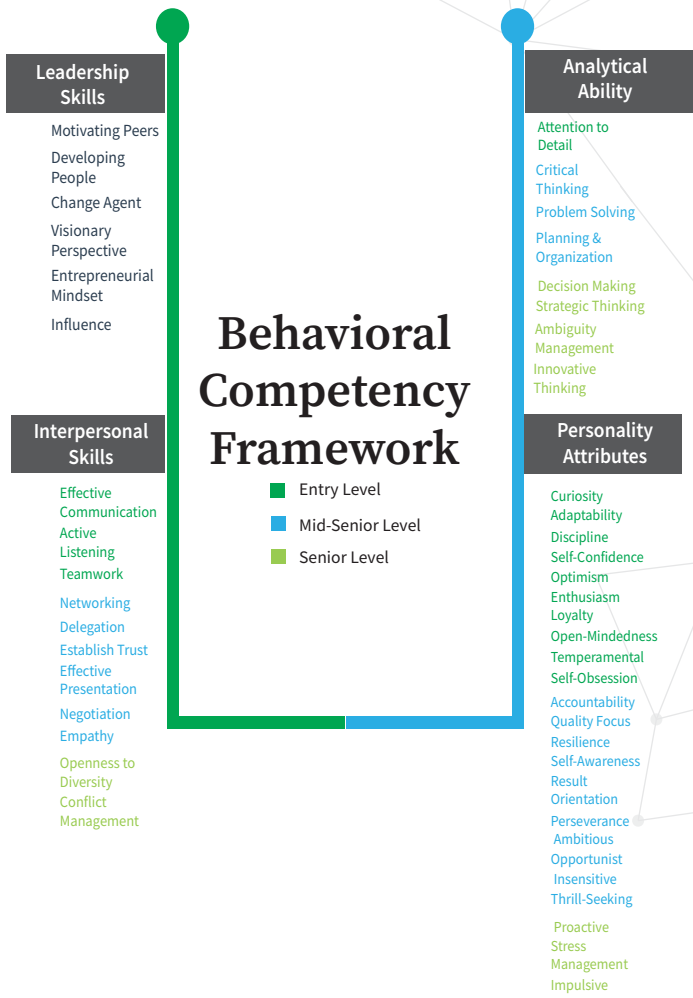 Leadership
Skills
Motivating Peers
Developing
People
Change Agent
Visionary
Perspective
Entrepreneurial
Mindset
Influence
Interpersonal
Skills
Effective
Communication
Active
Listening
Teamwork
Networking
Delegation
Establish Trust
Effective
Presentation
Negotiation
Empathy
Openness to
Diversity
Conflict
Management
Behavioral
Competency
Framework
Entry Level
Mid-Senior Level
Senior Level
Analytical
Ability
Attention to
Detail
Critical
Thinking
Problem Solving
Planning &
Organization
Decision Making
Strategic Thinking
Ambiguity
Management
Innovative
Thinking
Personality
Attributes
Curiosity
Adaptability
Discipline
Self-Confidence
Optimism
Enthusiasm
Loyalty
Open-Mindedness
Temperamental
Self-Obsession
Accountability
Quality Focus
Resilience
Self-Awareness
Result
Orientation
Perseverance
Ambitious
Opportunist
Insensitive
Thrill-Seeking
Proactive
Stress
Management
Impulsive